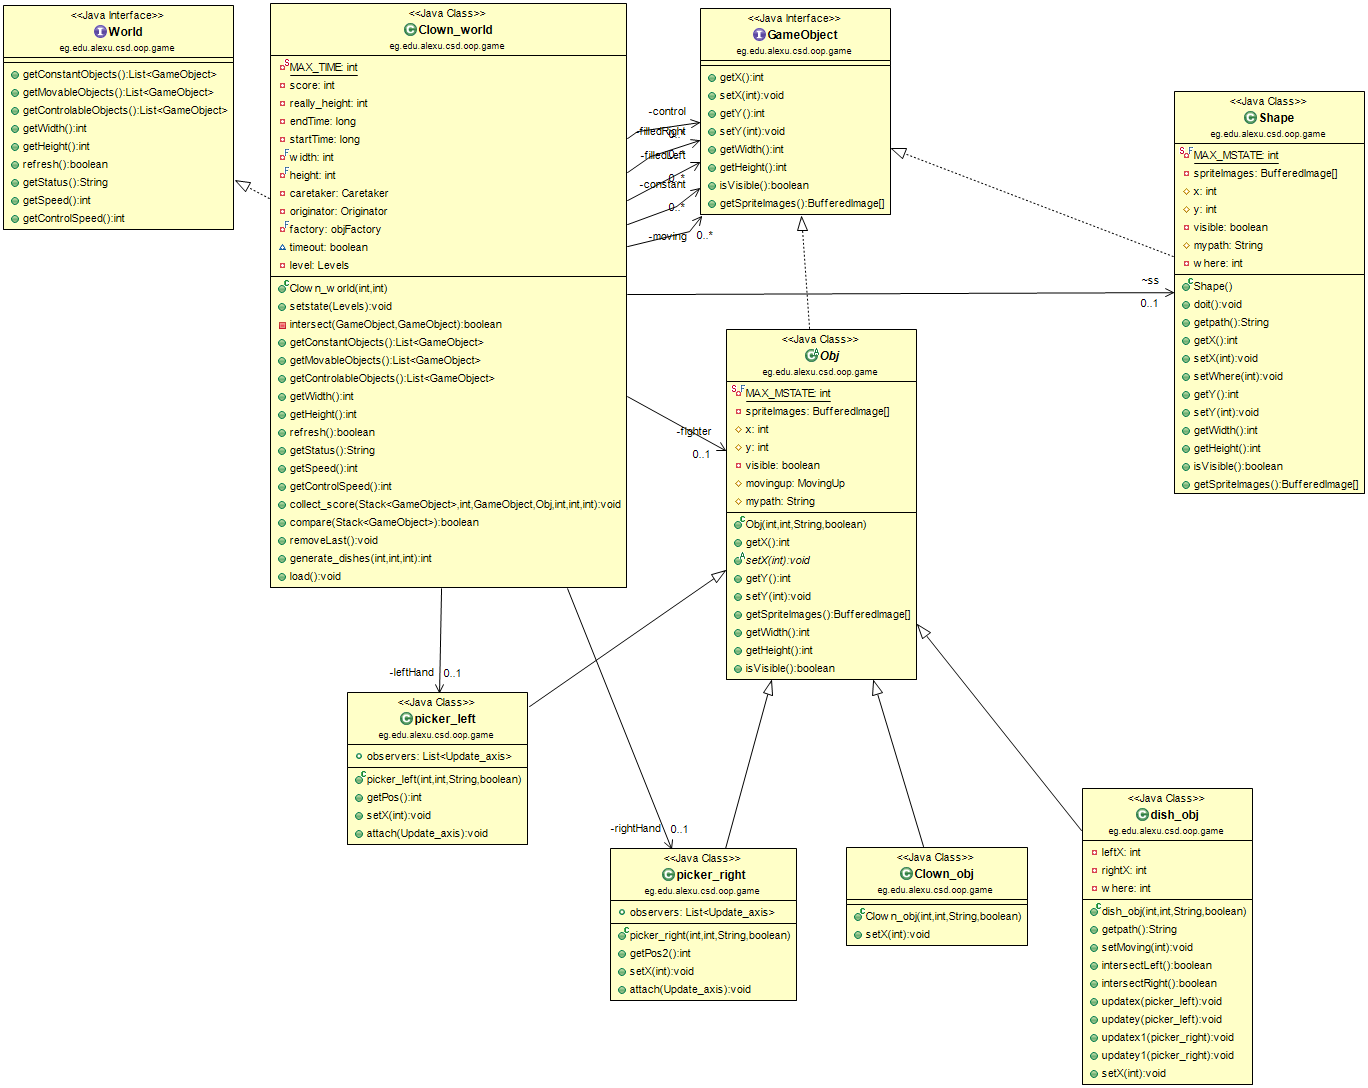 <<Java Interface>>
World
eg.edu.alexu.csd.oop.game
getConstantObjects():List<GameObject>
getMovableObjects():List<GameObject>
getControlableObjects():List<GameObject>
getWidth():int
getHeight():int
refresh():boolean
getStatus():String
getSpeed():int
getControlSpeed():int
<<Java Class>>
Clown_world
eg.edu.alexu.csd.oop.game
MAX_TIME: int
score: int
really_height: int
endTime: long
startTime: long
width: int
height: int
caretaker: Caretaker
originator: Originator
factory: objFactory
timeout: boolean
level: Levels
Clown_world(int,int)
setstate(Levels):void
intersect(GameObject,GameObject):boolean
getConstantObjects():List<GameObject>
getMovableObjects():List<GameObject>
getControlableObjects():List<GameObject>
getWidth():int
getHeight():int
refresh():boolean
getStatus():String
getSpeed():int
getControlSpeed():int
collect_score(Stack<GameObject>,int,GameObject,Obj,int,int,int):void
compare(Stack<GameObject>):boolean
removeLast():void
generate_dishes(int,int,int):int
load():void
-control
0..*
-filledRight
0..*
-filledLeft
0..*
-constant
0..*
-moving
0..*
<<Java Interface>>
GameObject
eg.edu.alexu.csd.oop.game
getX():int
setX(int):void
getY():int
setY(int):void
getWidth():int
getHeight():int
isVisible():boolean
getSpriteImages():BufferedImage[]
~ss
0..1
<<Java Class>>
Shape
eg.edu.alexu.csd.oop.game
MAX_MSTATE: int
spriteImages: BufferedImage[]
x: int
y: int
visible: boolean
mypath: String
where: int
Shape()
doit():void
getpath():String
getX():int
setX(int):void
setWhere(int):void
getY():int
setY(int):void
getWidth():int
getHeight():int
isVisible():boolean
getSpriteImages():BufferedImage[]
-fighter
0..1
<<Java Class>>
Obj
eg.edu.alexu.csd.oop.game
MAX_MSTATE: int
spriteImages: BufferedImage[]
x: int
y: int
visible: boolean
movingup: MovingUp
mypath: String
Obj(int,int,String,boolean)
getX():int
setX(int):void
getY():int
setY(int):void
getSpriteImages():BufferedImage[]
getWidth():int
getHeight():int
isVisible():boolean
-leftHand
0..1
<<Java Class>>
picker_left
eg.edu.alexu.csd.oop.game
observers: List<Update_axis>
picker_left(int,int,String,boolean)
getPos():int
setX(int):void
attach(Update_axis):void
-rightHand
0..1
<<Java Class>>
picker_right
eg.edu.alexu.csd.oop.game
observers: List<Update_axis>
picker_right(int,int,String,boolean)
getPos2():int
setX(int):void
attach(Update_axis):void
<<Java Class>>
Clown_obj
eg.edu.alexu.csd.oop.game
Clown_obj(int,int,String,boolean)
setX(int):void
<<Java Class>>
dish_obj
eg.edu.alexu.csd.oop.game
leftX: int
rightX: int
where: int
dish_obj(int,int,String,boolean)
getpath():String
setMoving(int):void
intersectLeft():boolean
intersectRight():boolean
updatex(picker_left):void
updatey(picker_left):void
updatex1(picker_right):void
updatey1(picker_right):void
setX(int):void